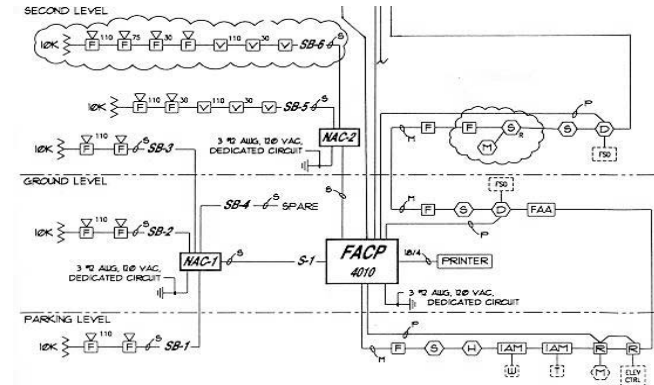 SECOND LEVEL
10K F 110 F 75 F 30 F V 110 V 30 V SB-6 S
10K F 110 F 30 V 110 V 30 V SB-5 S
NAC-2
3 #12 AWG, 120 VAC,
DEDICATED CIRCUIT
10K F 110 F S SB-3
P
M F F S R S D
M
FSD
GROUND LEVEL
SB-4 S SPARE
S
FSD
M F S D FAA
P
10K F 110 F S SB-2
NAC-1 S S-1
FACP
4010
18/4 PRINTER
3 #12 AWG, 120 VAC,
DEDICATED CIRCUIT
3 #12 AWG, 120 VAC,
DEDICATED CIRCUIT
PARKING LEVEL
10K F 110 F S SB-1
P
M F S H IAM IAM R R
W T M ELEV
CTRL